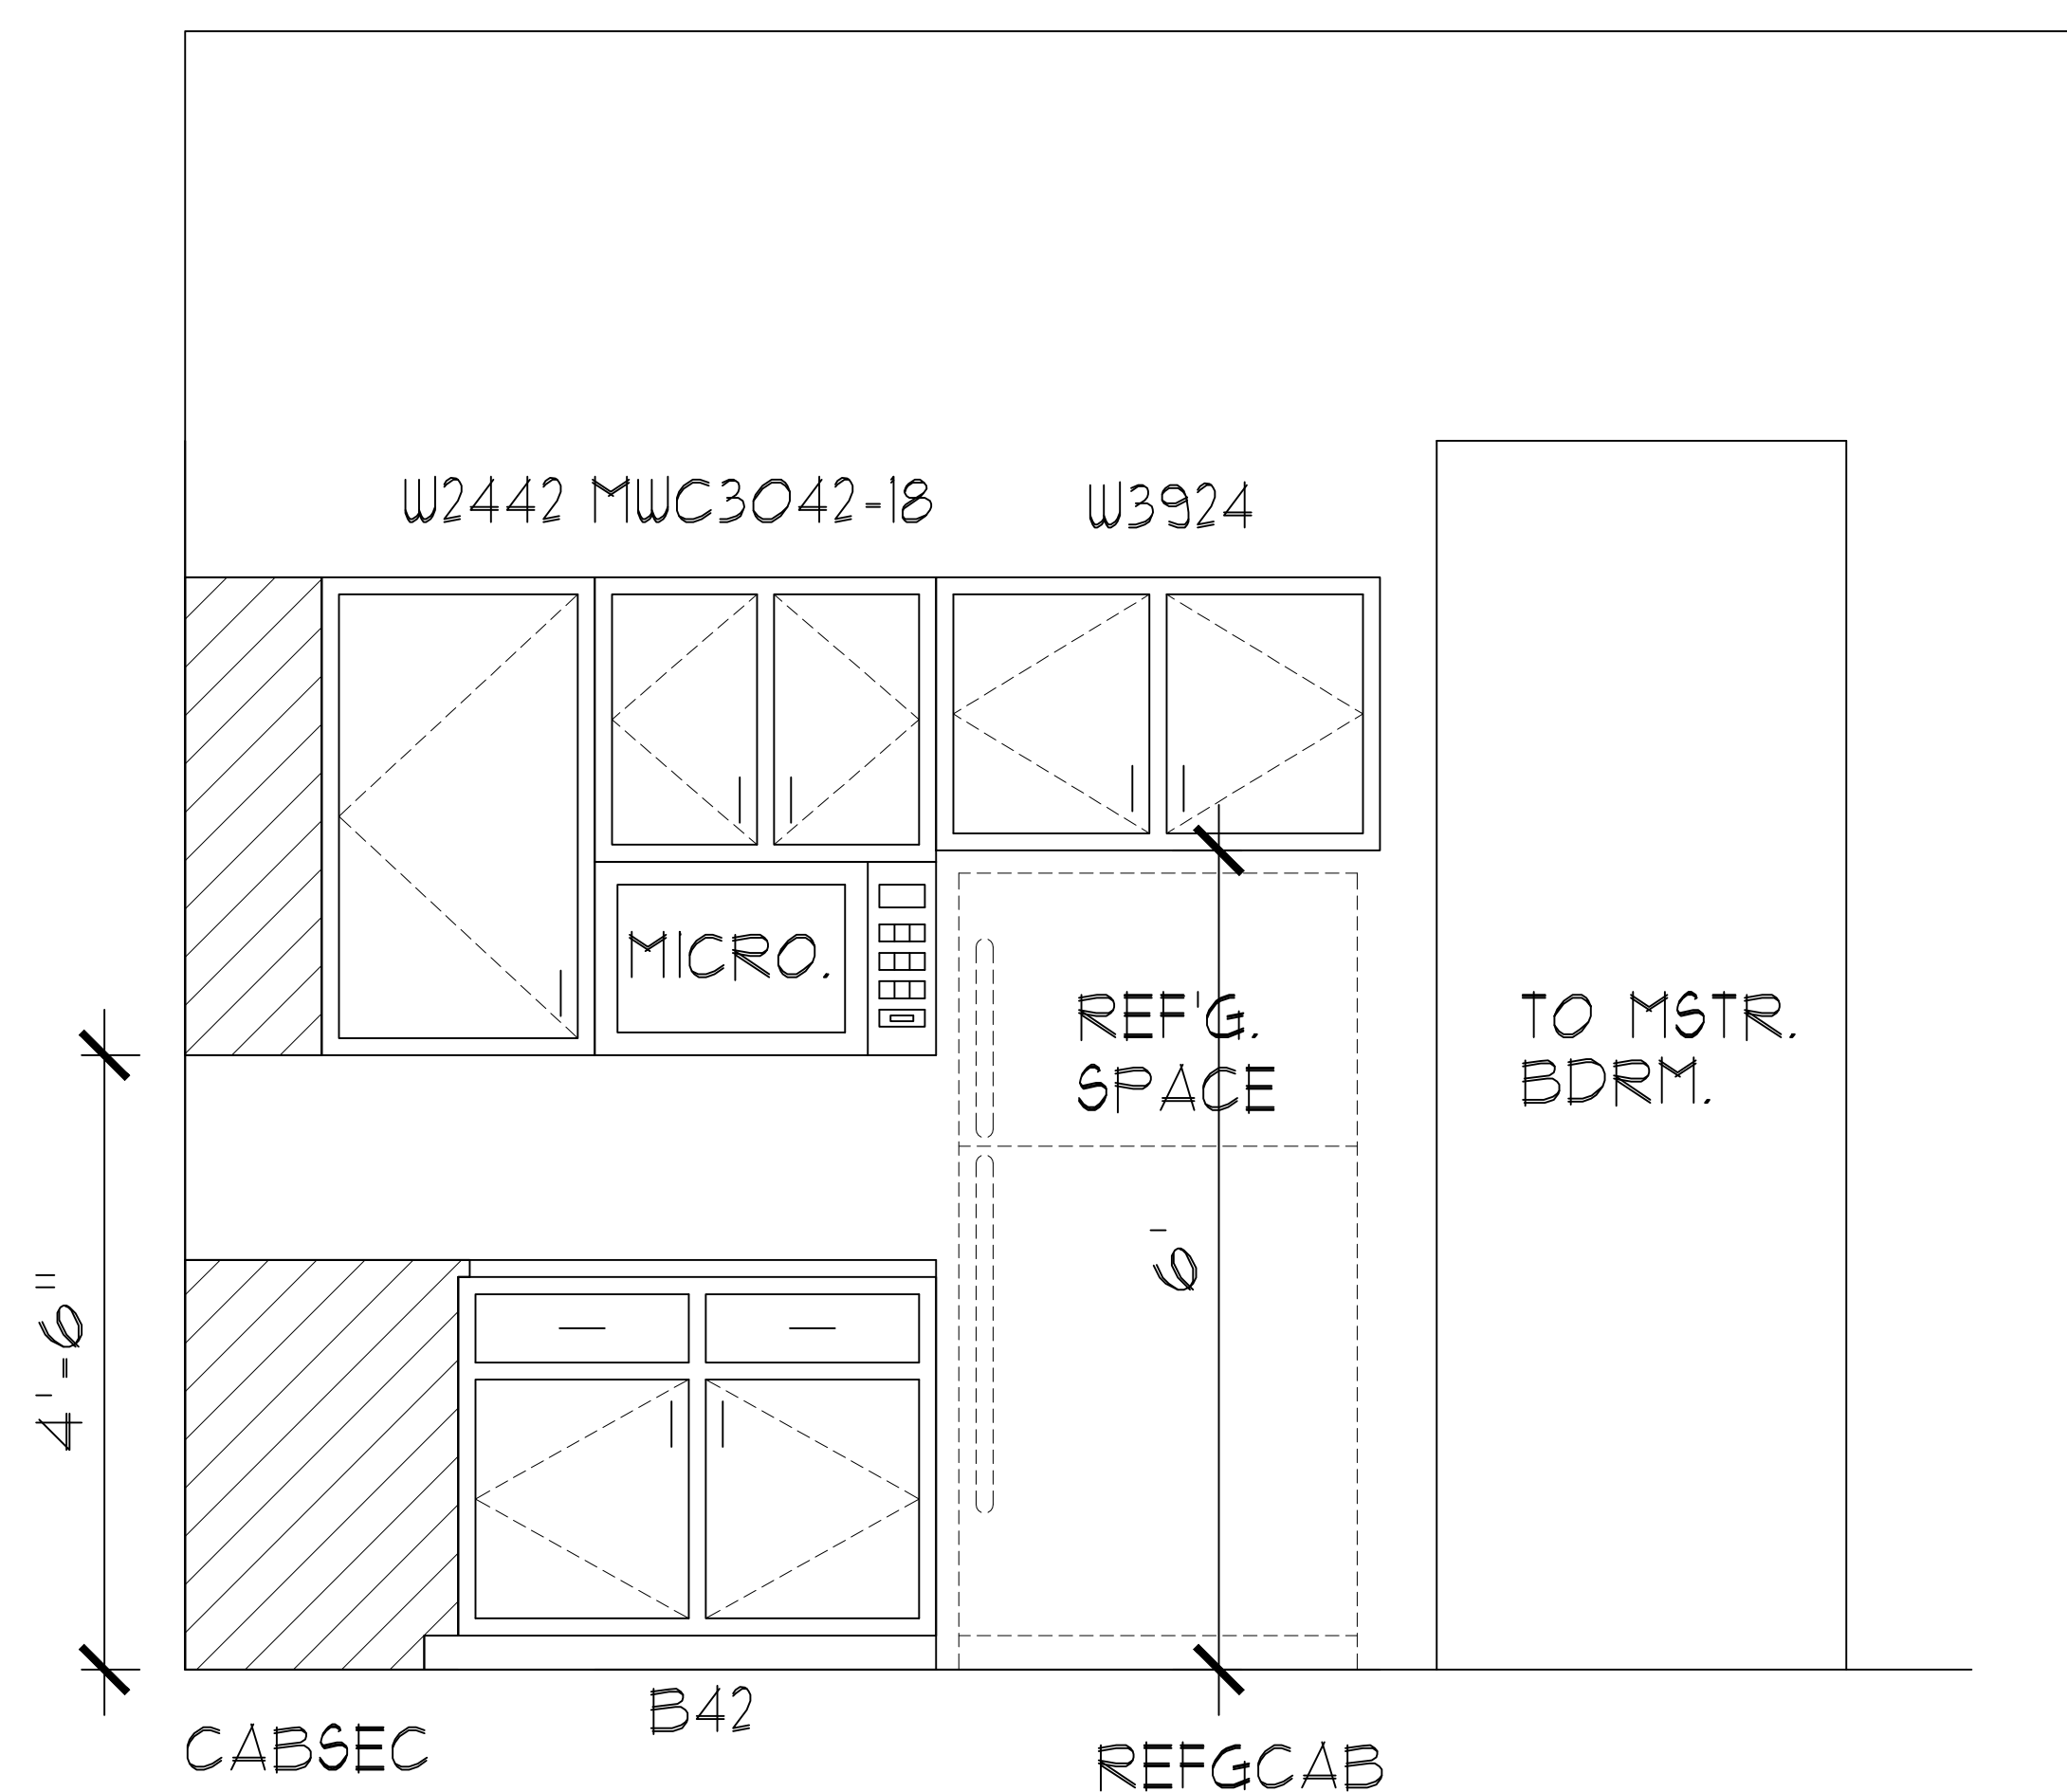 W2442 MWC3042-18 W3924
MICRO.
REF'G.
SPACE
TO MSTR.
BDRM.
6'
4'-6"
B42
CABSEC
REFGCAB